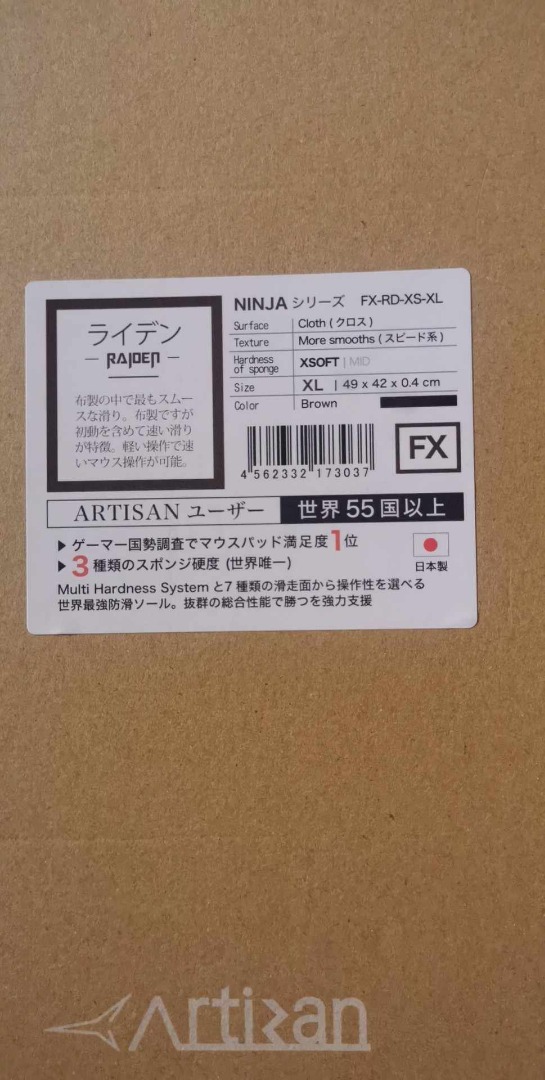 ライデン
RAIDEN
布製の中で最もスムー
スな滑り。布製ですが
初動を含めて速い滑り
が特徴。軽い操作で速
いマウス操作が可能。
NINJA シリーズ FX-RD-XS-XL
Surface Cloth (クロス)
Texture More smooths (スピード系)
Hardness of sponge XSOFT | MID
Size XL | 49 x 42 x 0.4 cm
Color Brown
4 562332 173037
FX
ARTISAN ユーザー 世界 55 国以上
▶ ゲーマー国勢調査でマウスパッド満足度1位
▶ 3種類のスポンジ硬度 (世界唯一)
日本製
Multi Hardness System と7 種類の滑走面から操作性を選べる
世界最強防滑ソール。抜群の総合性能で勝つを強力支援
Artisan